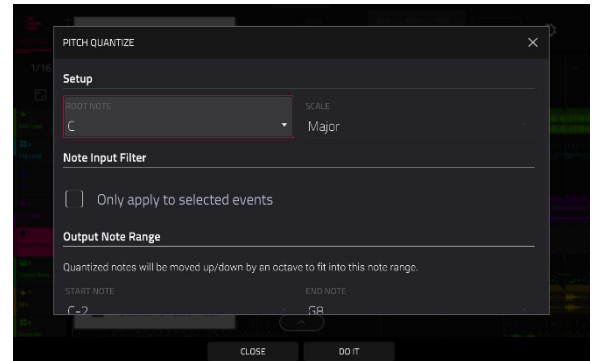 PITCH QUANTIZE
1/16
Setup
ROOT NOTE SCALE
C Major
Note Input Filter
Only apply to selected events
Output Note Range
Quantized notes will be moved up/down by an octave to fit into this note range.
START NOTE END NOTE
C-2 G8
CLOSE DO IT